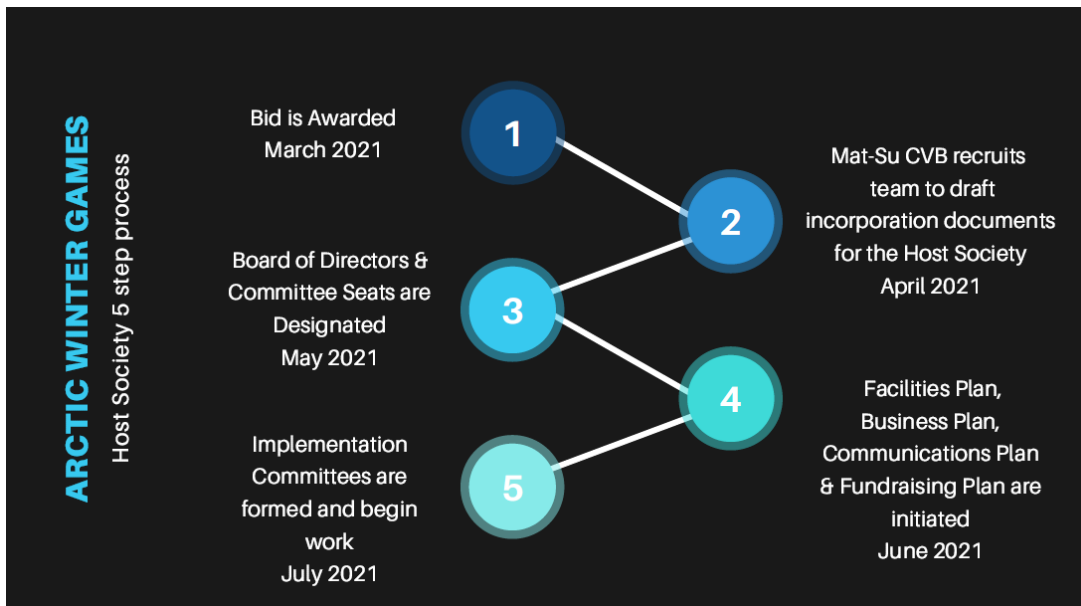 ARCTIC WINTER GAMES
Host Society 5 step process
1
Bid is Awarded
March 2021
2
Mat-Su CVB recruits
team to draft
incorporation documents
for the Host Society
April 2021
3
Board of Directors &
Committee Seats are
Designated
May 2021
4
Facilities Plan,
Business Plan,
Communications Plan
& Fundraising Plan are
initiated
June 2021
5
Implementation
Committees are
formed and begin
work
July 2021